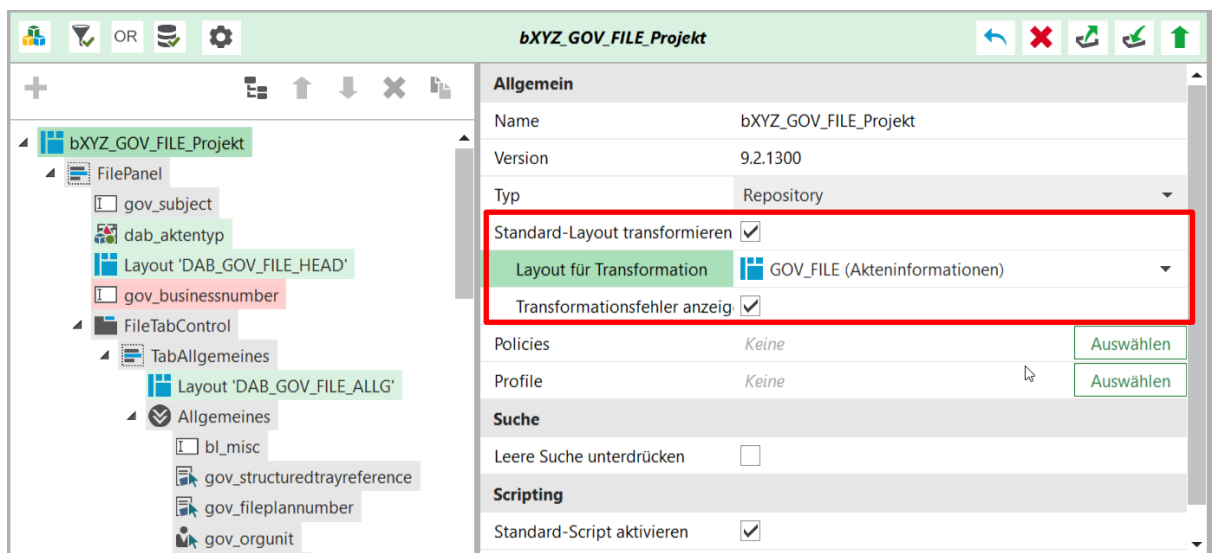 OR
bXYZ_GOV_FILE_Projekt
bXYZ_GOV_FILE_Projekt
FilePanel
gov_subject
dab_aktentyp
Layout 'DAB_GOV_FILE_HEAD'
gov_businessnumber
FileTabControl
TabAllgemeines
Layout 'DAB_GOV_FILE_ALLG'
Allgemeines
bl_misc
gov_structuredtrayreference
gov_fileplannumber
gov_orgunit
Allgemein
Name bXYZ_GOV_FILE_Projekt
Version 9.2.1300
Typ Repository
Standard-Layout transformieren
Layout für Transformation GOV_FILE (Akteninformationen)
Transformationsfehler anzeig
Policies Keine Auswählen
Profile Keine Auswählen
Suche
Leere Suche unterdrücken
Scripting
Standard-Script aktivieren